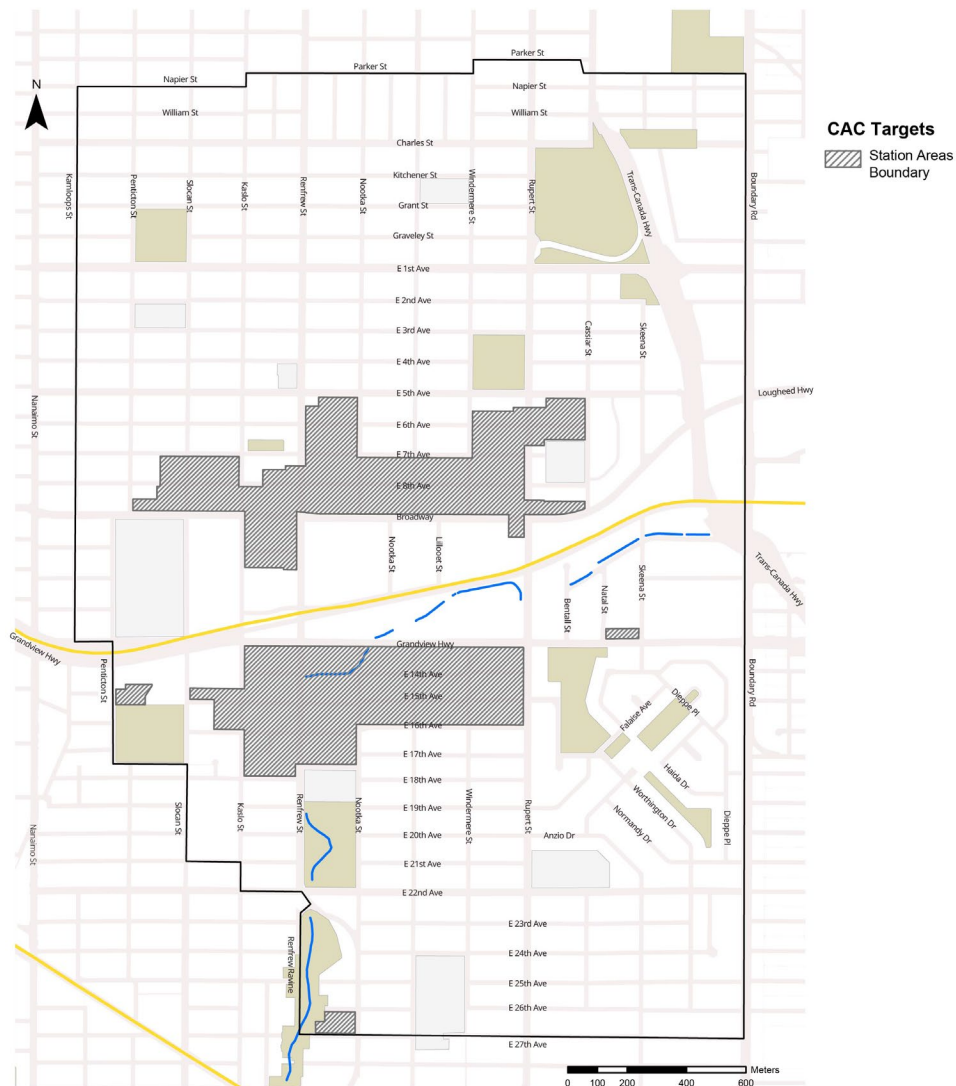 Parker St
Parker St
Napier St
Napier St
N
William St
William St
CAC Targets
Station Areas
Boundary
Charles St
Kitchener St
Grant St
Graveley St
Kamloops St
Penticton St
Slocan St
Kaslo St
Renfrew St
Nootka St
Windermere St
Rupert St
Trans-Canada Hwy
Boundary Rd
E 1st Ave
E 2nd Ave
E 3rd Ave
Cassiar St
Skeena St
E 4th Ave
E 5th Ave
Lougheed Hwy
Nanaimo St
E 6th Ave
E 7th Ave
E 8th Ave
Broadway
Nootka St
Lillooet St
Trans-Canada Hwy
Bentall St
Natal St
Skeena St
Grandview Hwy
Grandview Hwy
Penticton St
E 14th Ave
E 15th Ave
E 16th Ave
Boundary Rd
Dieppe Pl
Falaise Ave
E 17th Ave
E 18th Ave
E 19th Ave
E 20th Ave
E 21st Ave
E 22nd Ave
Haida Dr
Worthington Dr
Normandy Dr
Dieppe Pl
Anzio Dr
Nanaimo St
Slocan St
Kaslo St
Renfrew St
Nootka St
Windermere St
Rupert St
E 23rd Ave
E 24th Ave
E 25th Ave
E 26th Ave
E 27th Ave
Renfrew Ravine
Meters
0 100 200 400 600